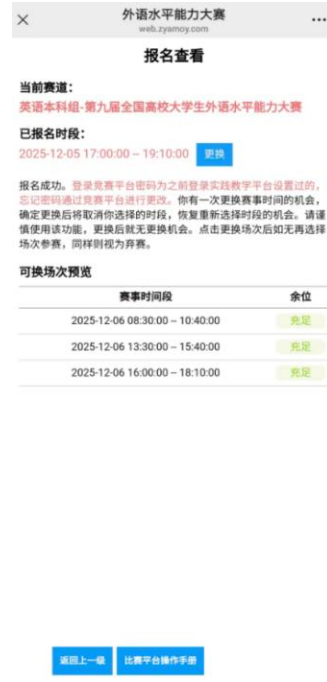 外语水平能力大赛
web.zyamoy.com
报名查看
当前赛道：
英语本科组-第九届全国高校大学生外语水平能力大赛
已报名时段：
2025-12-05 17:00:00 -- 19:10:00 更换
报名成功。登录竞赛平台密码为之前登录实践教学平台设置过的，
忘记密码通过竞赛平台进行更改。你有一次更换赛事时间的机会，
确定更换后将取消你选择的时段，恢复重新选择时段的机会。请谨
慎使用该功能，更换后就无更换机会。点击更换场次后如无再选择
场次参赛，同样则视为弃赛。
可换场次预览
赛事时间段 余位
2025-12-06 08:30:00 -- 10:40:00 充足
2025-12-06 13:30:00 -- 15:40:00 充足
2025-12-06 16:00:00 -- 18:10:00 充足
返回上一级 比赛平台操作手册